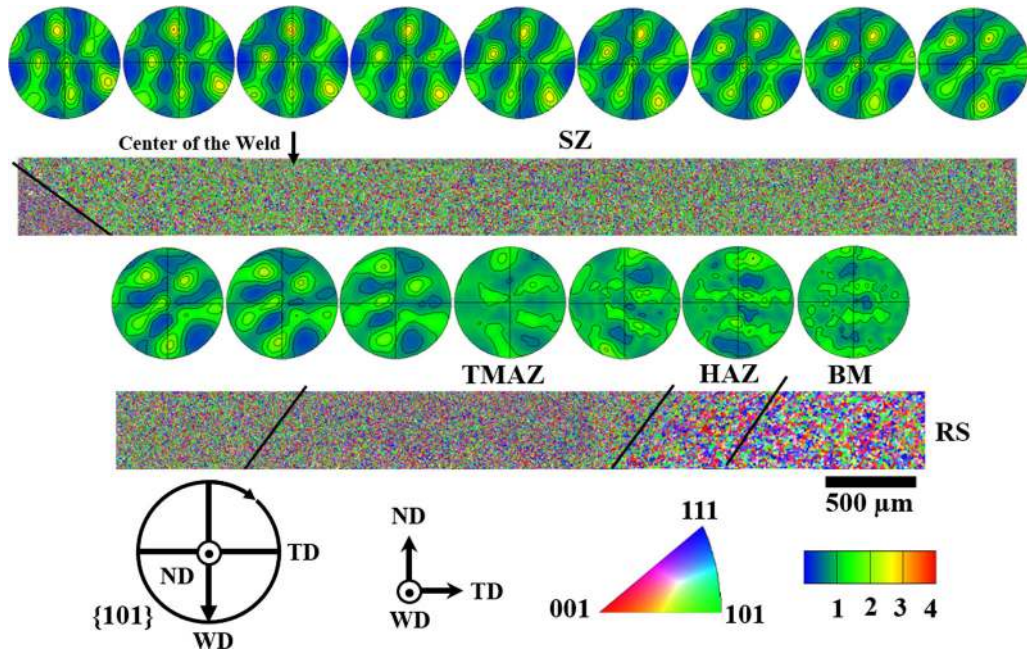 Center of the Weld
SZ
TMAZ
HAZ
BM
RS
500 µm
ND
TD
WD
{101}
ND
TD
WD
111
001
101
1 2 3 4